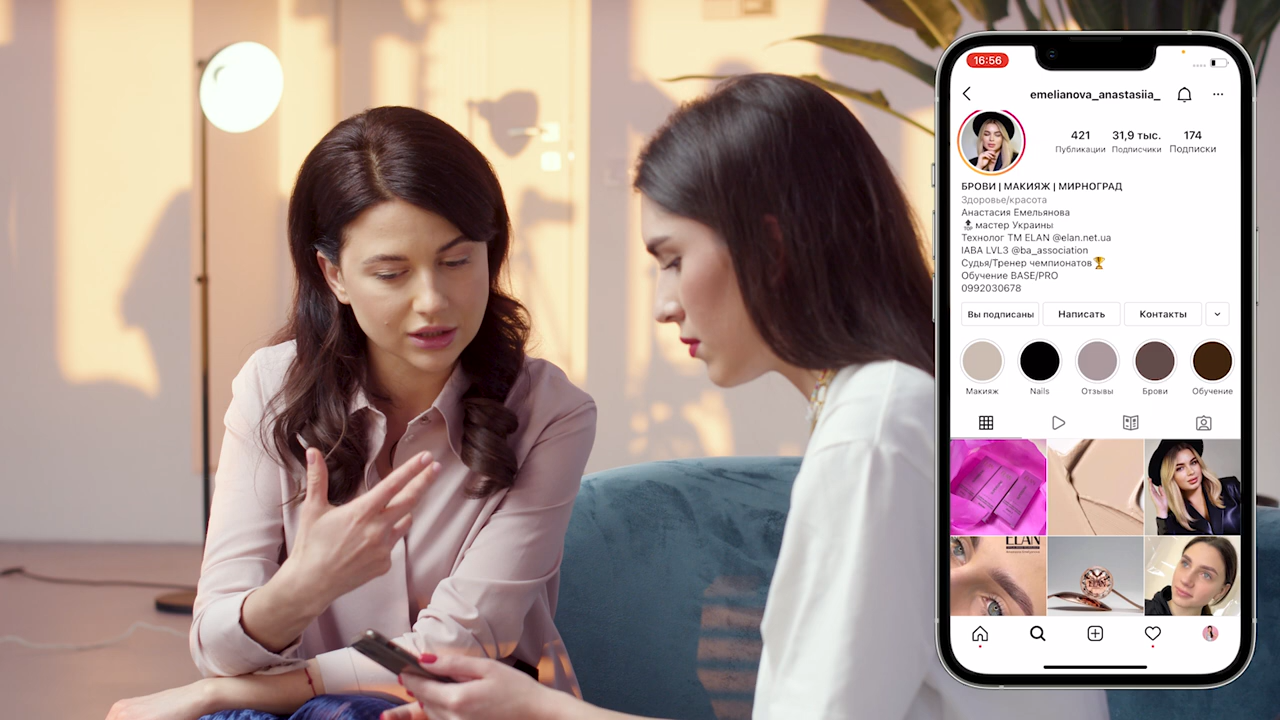 16:56
emelianova_anastasiia_
421 31,9 тыс. 174
Публикации Подписчики Подписки
БРОВИ | МАКИЯЖ | МИРНОГРАД
Здоровье/красота
Анастасия Емельянова
мастер Украины
Технолог ТМ ELAN @elan.net.ua
IABA LVL3 @ba_association
Судья/Тренер чемпионатов
Обучение BASE/PRO
0992030678
Вы подписаны Написать Контакты
Макияж Nails Отзывы Брови Обучение
ELAN